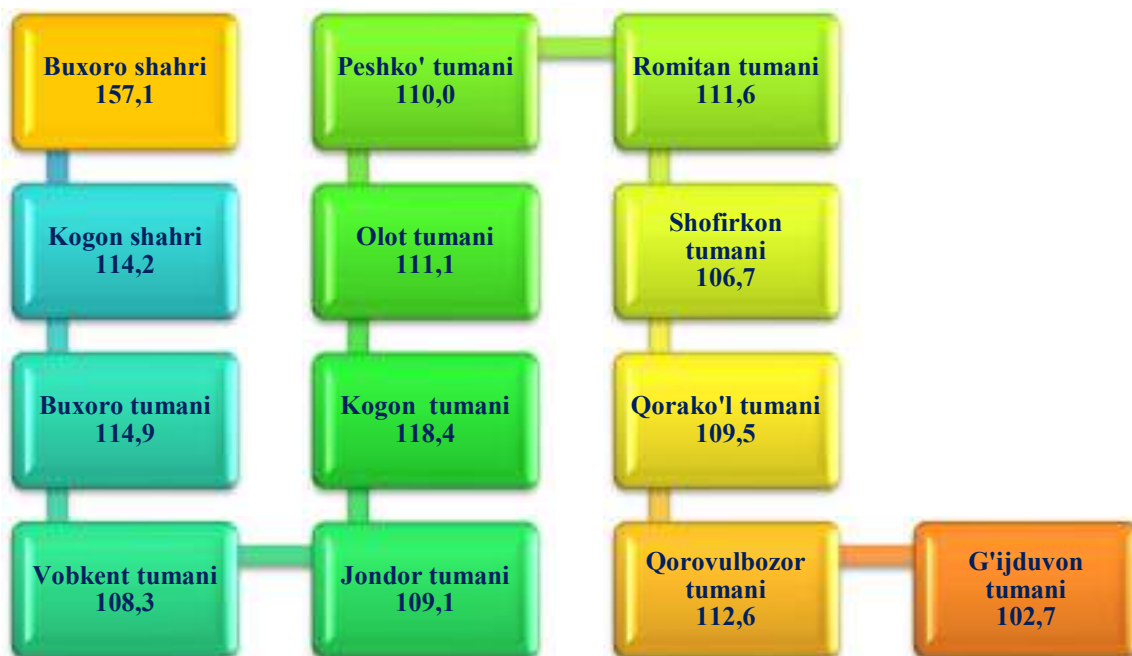 Buxoro shahri
157,1
Kogon shahri
114,2
Buxoro tumani
114,9
Vobkent tumani
108,3
Jondor tumani
109,1
Kogon tumani
118,4
Olot tumani
111,1
Peshko' tumani
110,0
Romitan tumani
111,6
Shofirkon
tumani
106,7
Qorako'l tumani
109,5
Qorovulbozor
tumani
112,6
G'ijduvon
tumani
102,7